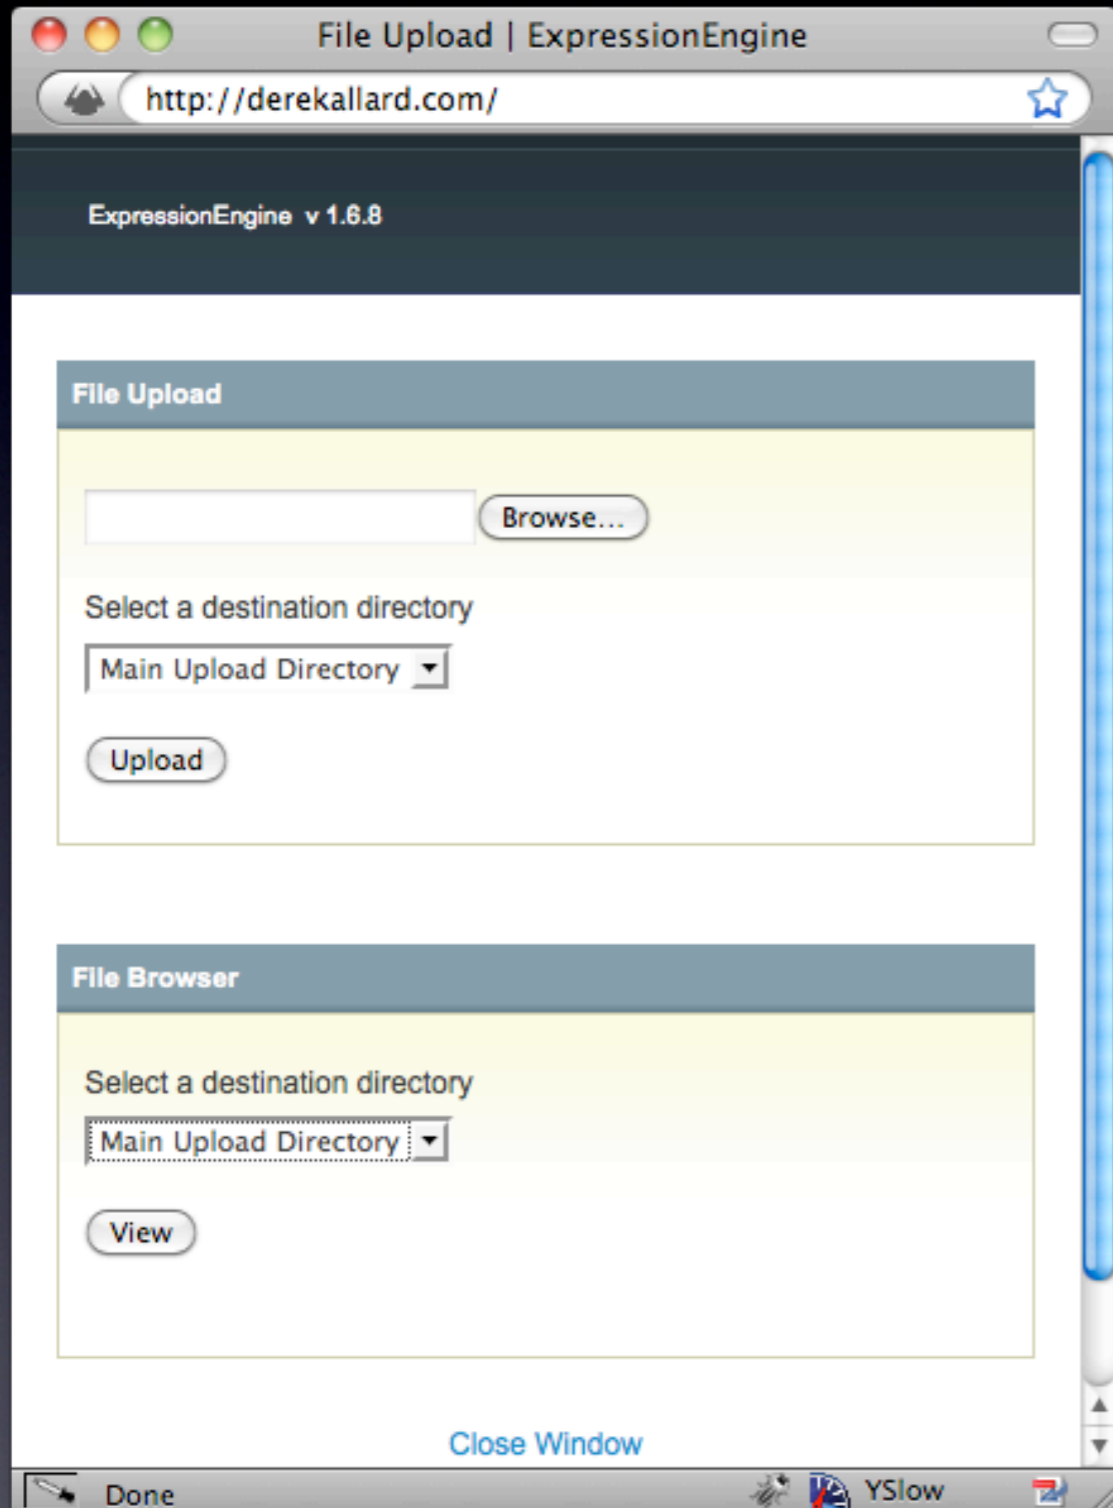 File Upload | ExpressionEngine
http://derekallard.com/
ExpressionEngine v 1.6.8
File Upload
Browse...
Select a destination directory
Main Upload Directory
Upload
File Browser
Select a destination directory
Main Upload Directory
View
Close Window
Done YSlow